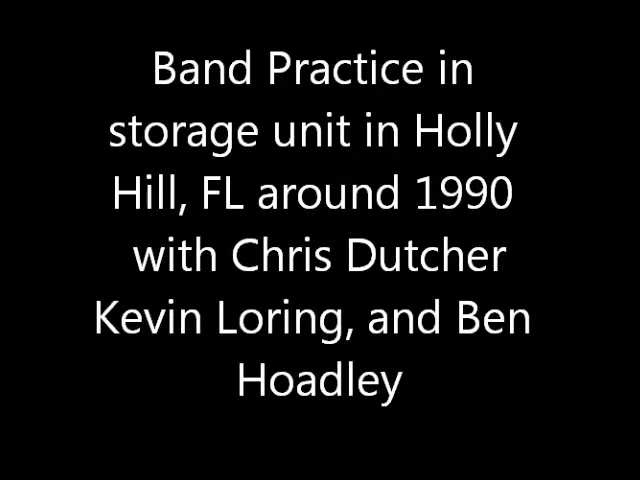 Band Practice in
storage unit in Holly
Hill, FL around 1990
with Chris Dutcher
Kevin Loring, and Ben
Hoadley